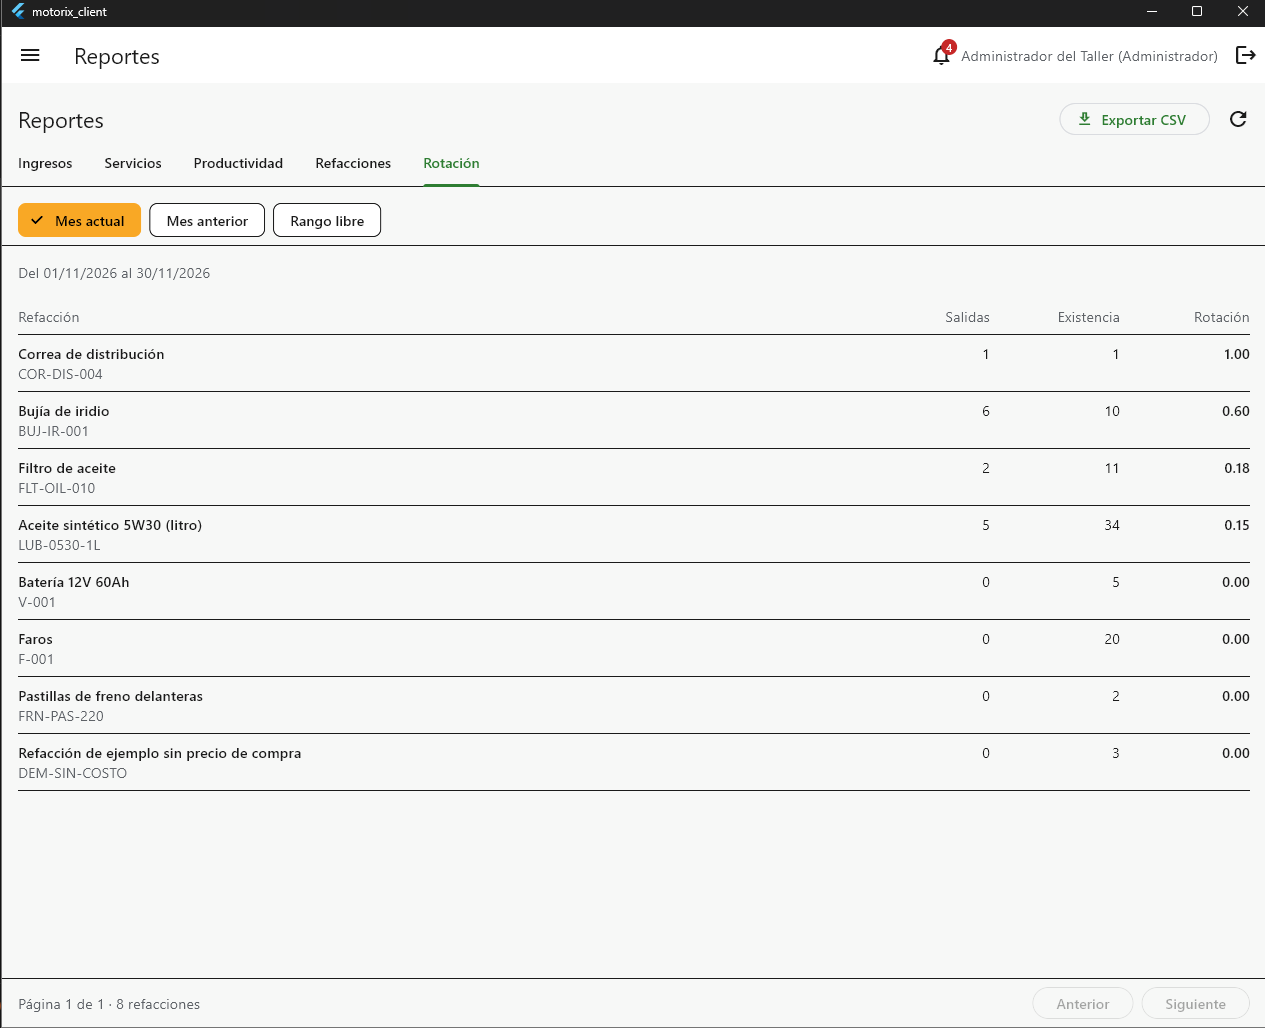 motorix_client
Reportes
4
Administrador del Taller (Administrador)
Reportes
Exportar CSV
Ingresos Servicios Productividad Refacciones Rotación
Mes actual Mes anterior Rango libre
Del 01/11/2026 al 30/11/2026
Refacción Salidas Existencia Rotación
Correa de distribución 1 1 1.00
COR-DIS-004
Bujía de iridio 6 10 0.60
BUJ-IR-001
Filtro de aceite 2 11 0.18
FLT-OIL-010
Aceite sintético 5W30 (litro) 5 34 0.15
LUB-0530-1L
Batería 12V 60Ah 0 5 0.00
V-001
Faros 0 20 0.00
F-001
Pastillas de freno delanteras 0 2 0.00
FRN-PAS-220
Refacción de ejemplo sin precio de compra 0 3 0.00
DEM-SIN-COSTO
Página 1 de 1 · 8 refacciones Anterior Siguiente